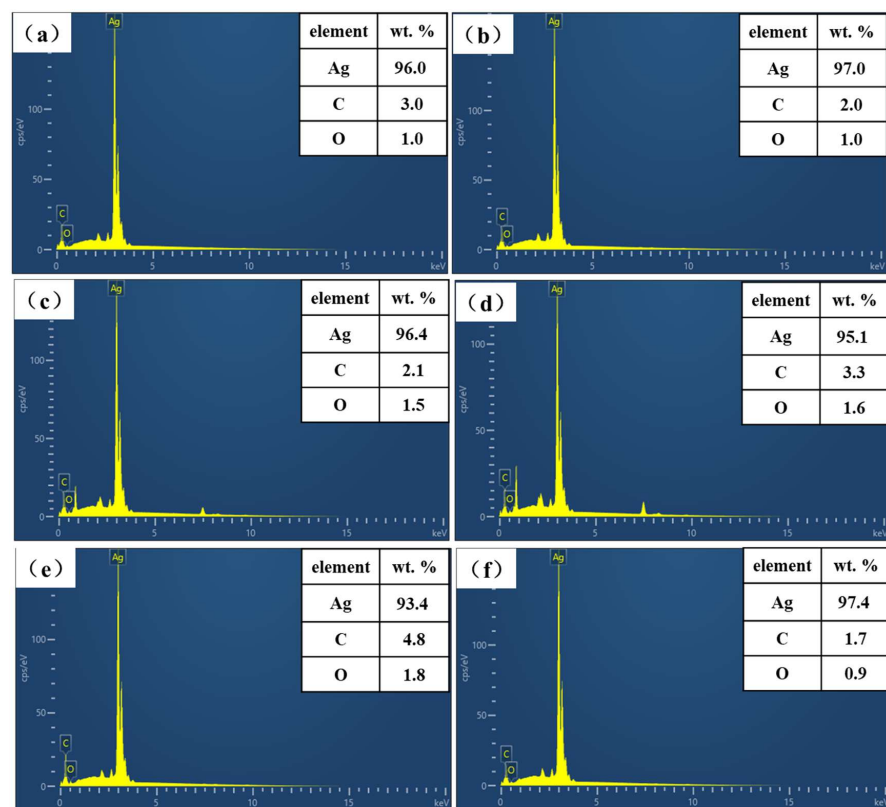 (a)
Ag
element wt. %
Ag 96.0
C 3.0
O 1.0
cps/eV
100
50
0
C
O
0 5 10 15 keV
(b)
Ag
element wt. %
Ag 97.0
C 2.0
O 1.0
cps/eV
100
50
0
C
O
0 5 10 15 keV
(c)
Ag
element wt. %
Ag 96.4
C 2.1
O 1.5
cps/eV
100
50
0
C
O
0 5 10 15 keV
(d)
Ag
element wt. %
Ag 95.1
C 3.3
O 1.6
cps/eV
100
50
0
C
O
0 5 10 15 keV
(e)
Ag
element wt. %
Ag 93.4
C 4.8
O 1.8
cps/eV
100
50
0
C
O
0 5 10 15 keV
(f)
Ag
element wt. %
Ag 97.4
C 1.7
O 0.9
cps/eV
100
50
0
C
O
0 5 10 15 keV